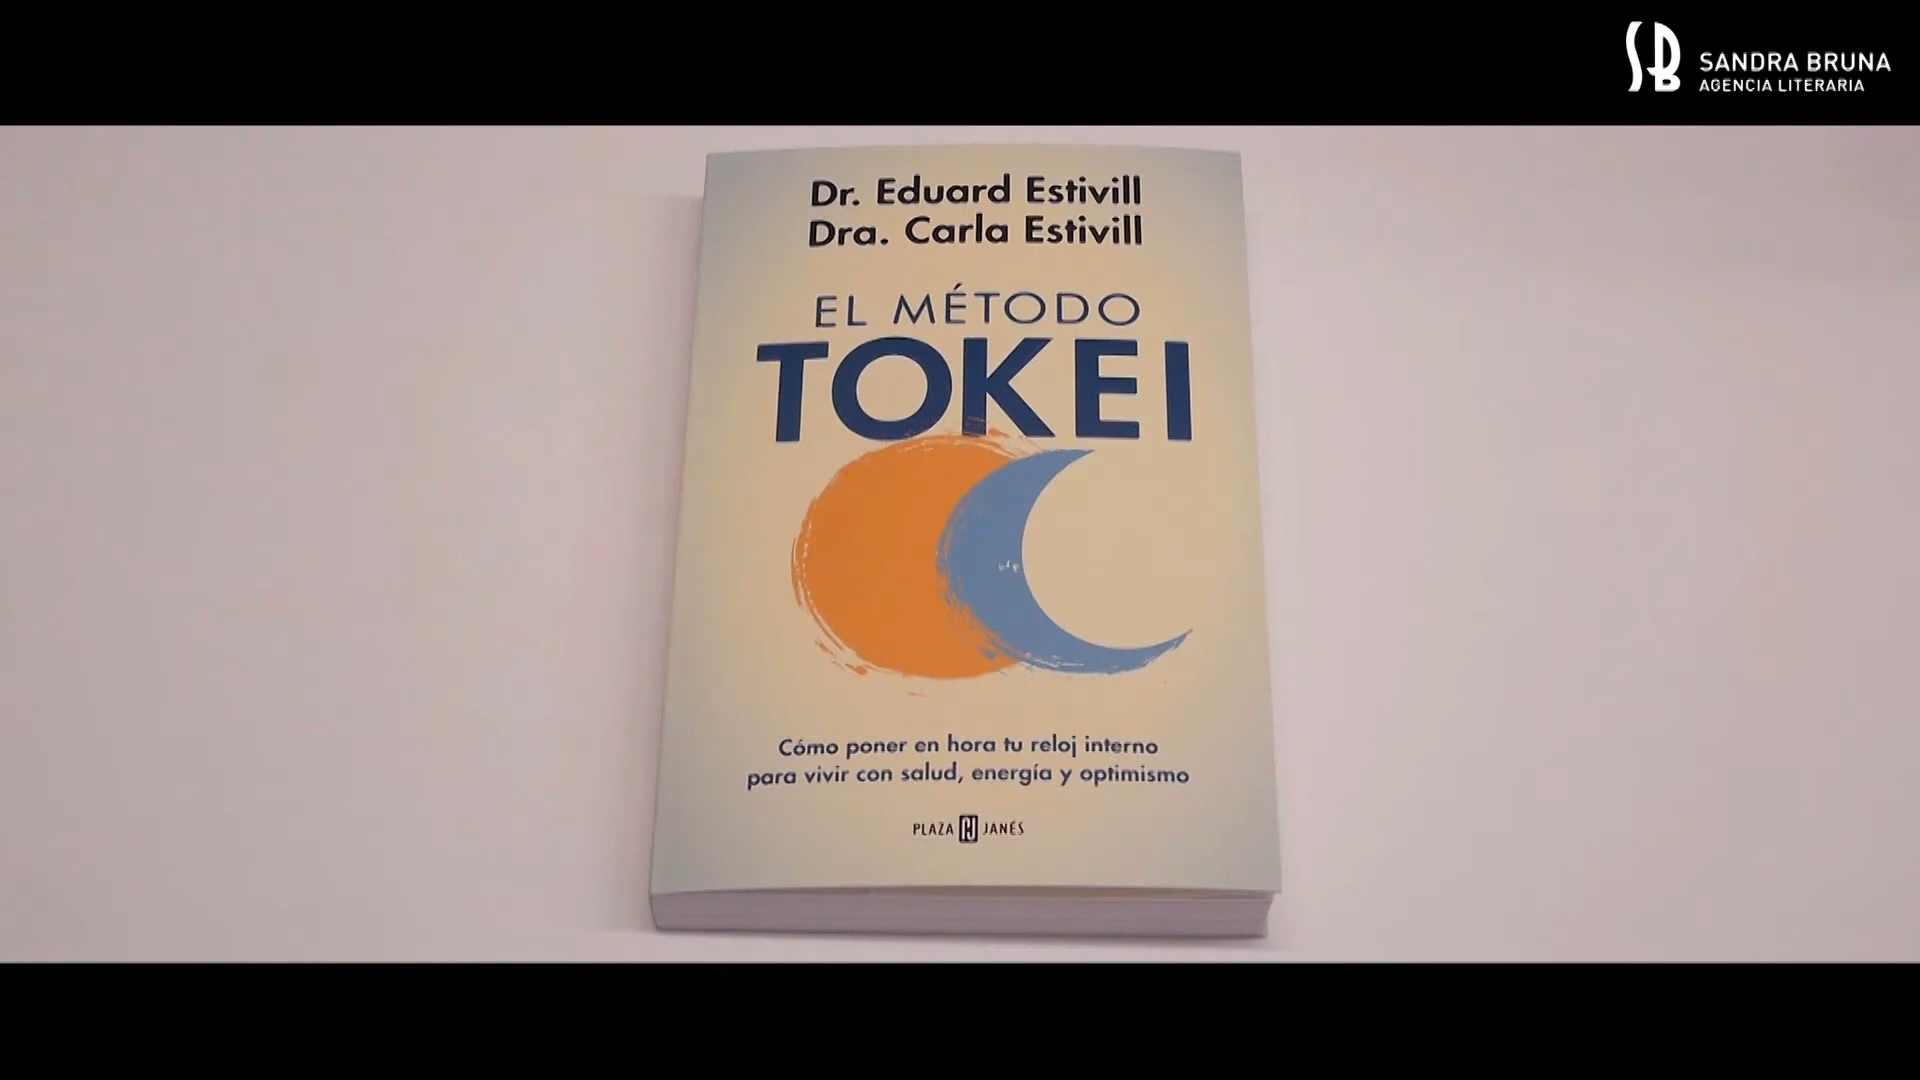 SANDRA BRUNA
AGENCIA LITERARIA
Dr. Eduard Estivill
Dra. Carla Estivill
EL MÉTODO
TOKEI
Cómo poner en hora tu reloj interno
para vivir con salud, energía y optimismo
PLAZA JANÉS